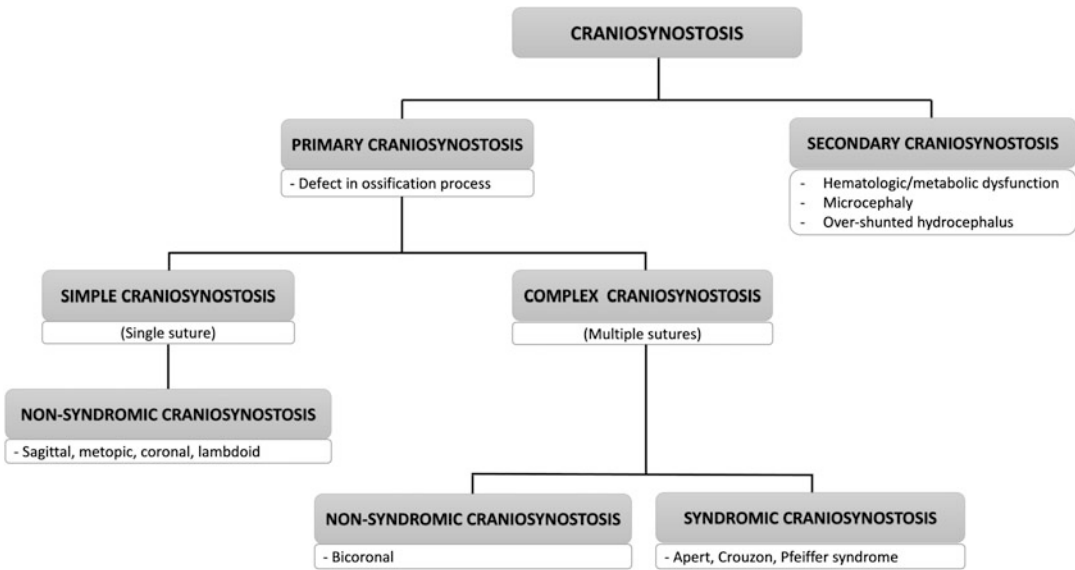 CRANIOSYNOSTOSIS
PRIMARY CRANIOSYNOSTOSIS
- Defect in ossification process
SECONDARY CRANIOSYNOSTOSIS
- Hematologic/metabolic dysfunction
- Microcephaly
- Over-shunted hydrocephalus
SIMPLE CRANIOSYNOSTOSIS
(Single suture)
COMPLEX CRANIOSYNOSTOSIS
(Multiple sutures)
NON-SYNDROMIC CRANIOSYNOSTOSIS
- Sagittal, metopic, coronal, lambdoid
NON-SYNDROMIC CRANIOSYNOSTOSIS
- Bicoronal
SYNDROMIC CRANIOSYNOSTOSIS
- Apert, Crouzon, Pfeiffer syndrome